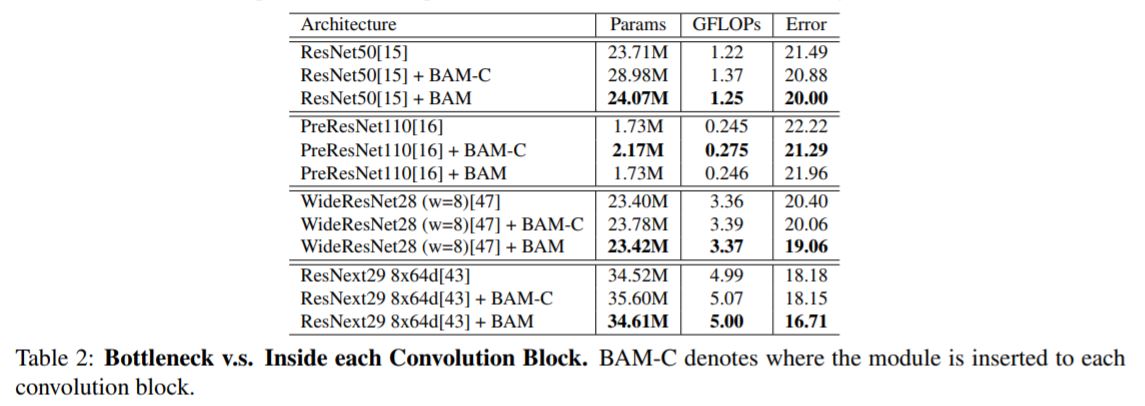 Architecture Params GFLOPs Error
ResNet50[15] 23.71M 1.22 21.49
ResNet50[15] + BAM-C 28.98M 1.37 20.88
ResNet50[15] + BAM 24.07M 1.25 20.00
PreResNet110[16] 1.73M 0.245 22.22
PreResNet110[16] + BAM-C 2.17M 0.275 21.29
PreResNet110[16] + BAM 1.73M 0.246 21.96
WideResNet28 (w=8)[47] 23.40M 3.36 20.40
WideResNet28 (w=8)[47] + BAM-C 23.78M 3.39 20.06
WideResNet28 (w=8)[47] + BAM 23.42M 3.37 19.06
ResNext29 8x64d[43] 34.52M 4.99 18.18
ResNext29 8x64d[43] + BAM-C 35.60M 5.07 18.15
ResNext29 8x64d[43] + BAM 34.61M 5.00 16.71
Table 2: Bottleneck v.s. Inside each Convolution Block. BAM-C denotes where the module is inserted to each
convolution block.